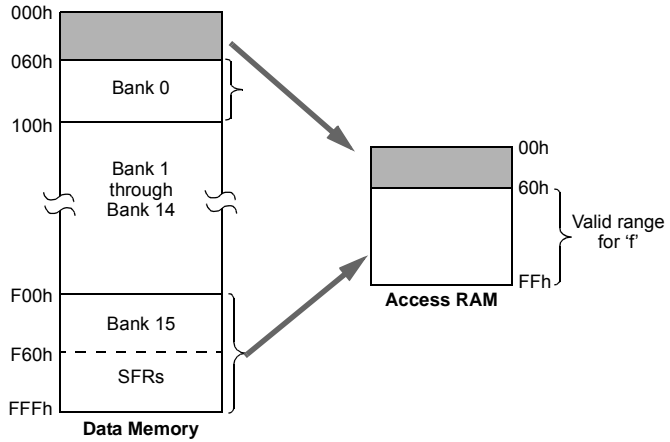 000h
060h
Bank 0
100h
Bank 1
through
Bank 14
F00h
Bank 15
F60h
SFRs
FFFh
Data Memory
00h
60h
Valid range
for ‘f’
FFh
Access RAM